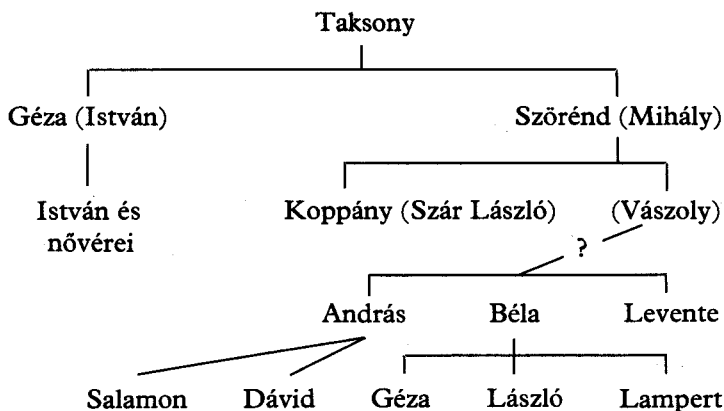 Taksony
Géza (István) Szörénd (Mihály)
István és
nővérei
Koppány (Szár László) (Vászoly)
?
András Béla Levente
Salamon Dávid Géza László Lampert